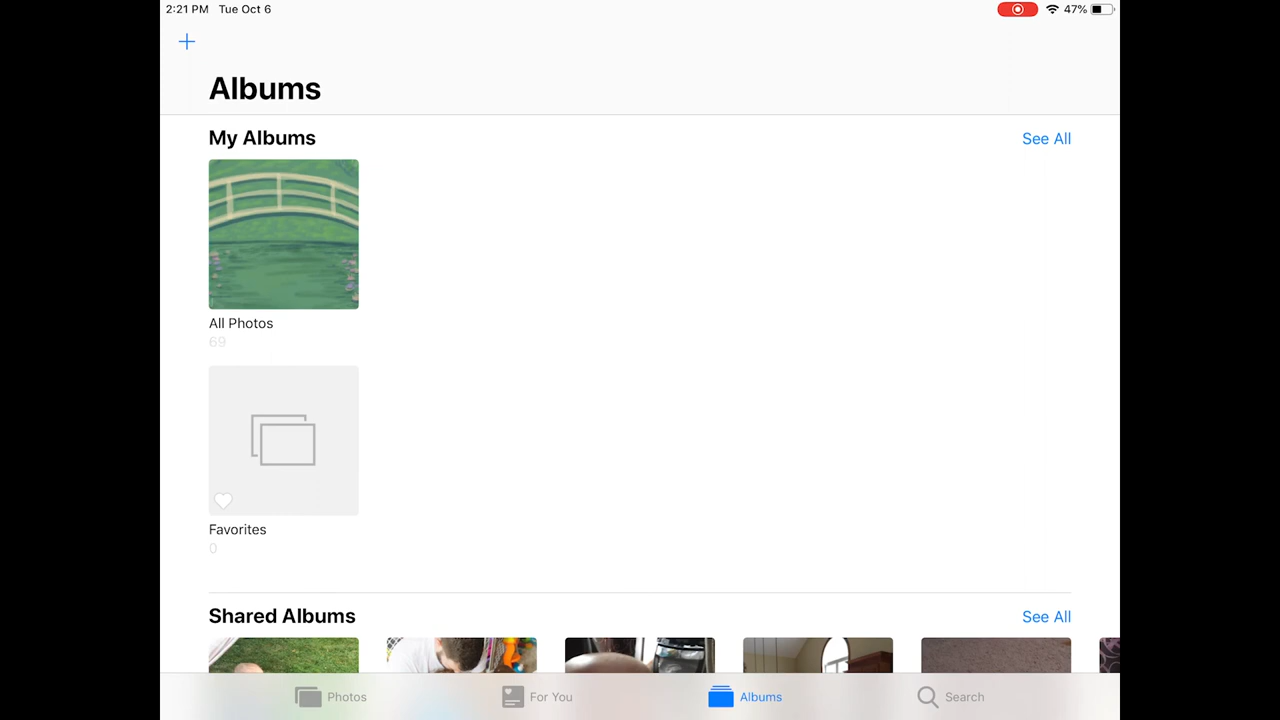 2:21 PM Tue Oct 6
47%
Albums
My Albums
See All
All Photos
69
Favorites
0
Shared Albums
See All
Photos
For You
Albums
Search